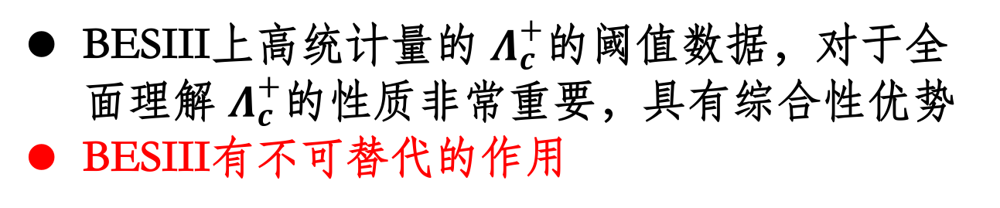 ● BESIII上高统计量的 Λ_c^+的阈值数据，对于全
面理解 Λ_c^+的性质非常重要，具有综合性优势
● BESIII有不可替代的作用